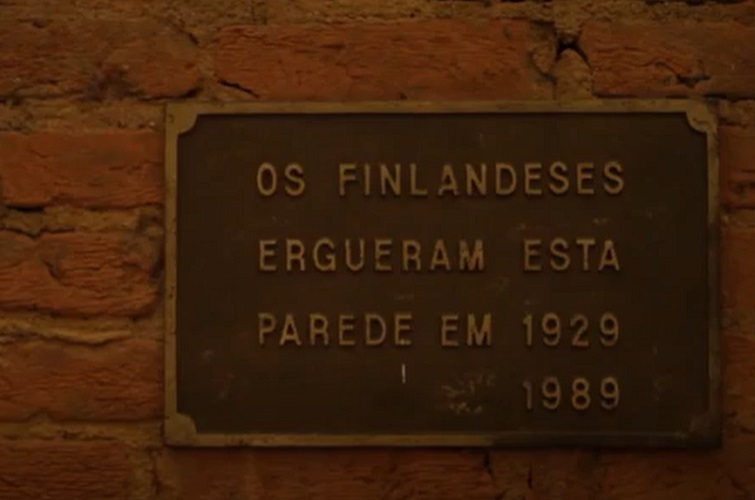 OS FINLANDESES
ERGUERAM ESTA
PAREDE EM 1929
1989